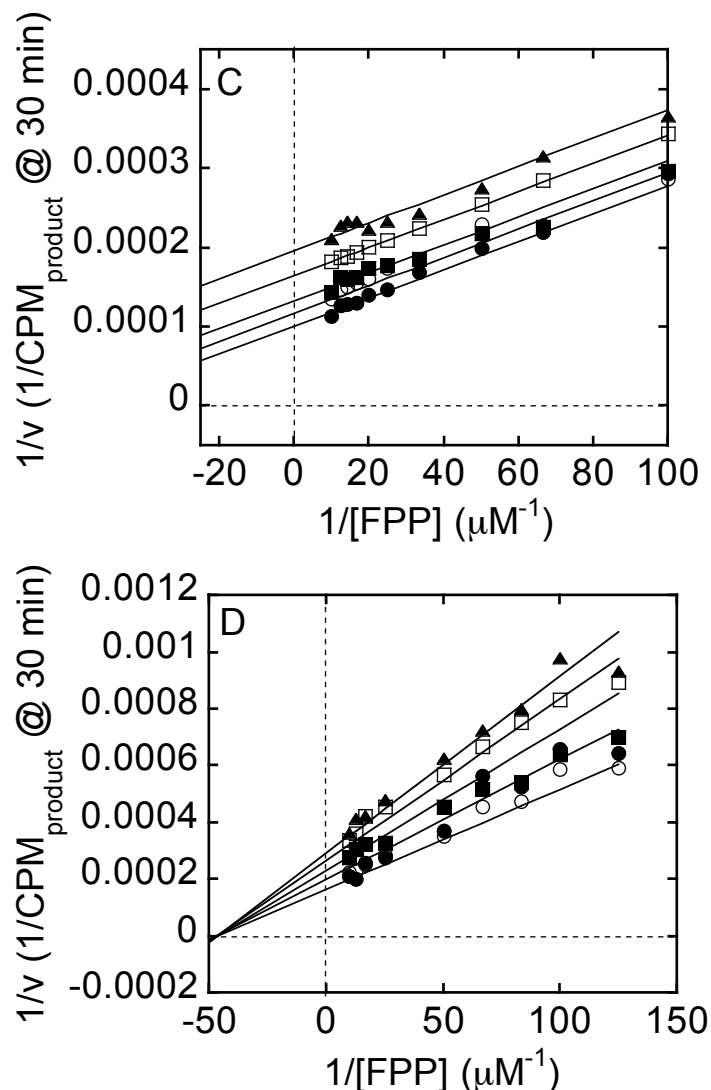 C
0.0004
0.0003
0.0002
0.0001
0
1/v (1/CPMproduct @ 30 min)
-20 0 20 40 60 80 100
1/[FPP] (μM-1)
D
0.0012
0.001
0.0008
0.0006
0.0004
0.0002
0
-0.0002
1/v (1/CPMproduct @ 30 min)
-50 0 50 100 150
1/[FPP] (μM-1)